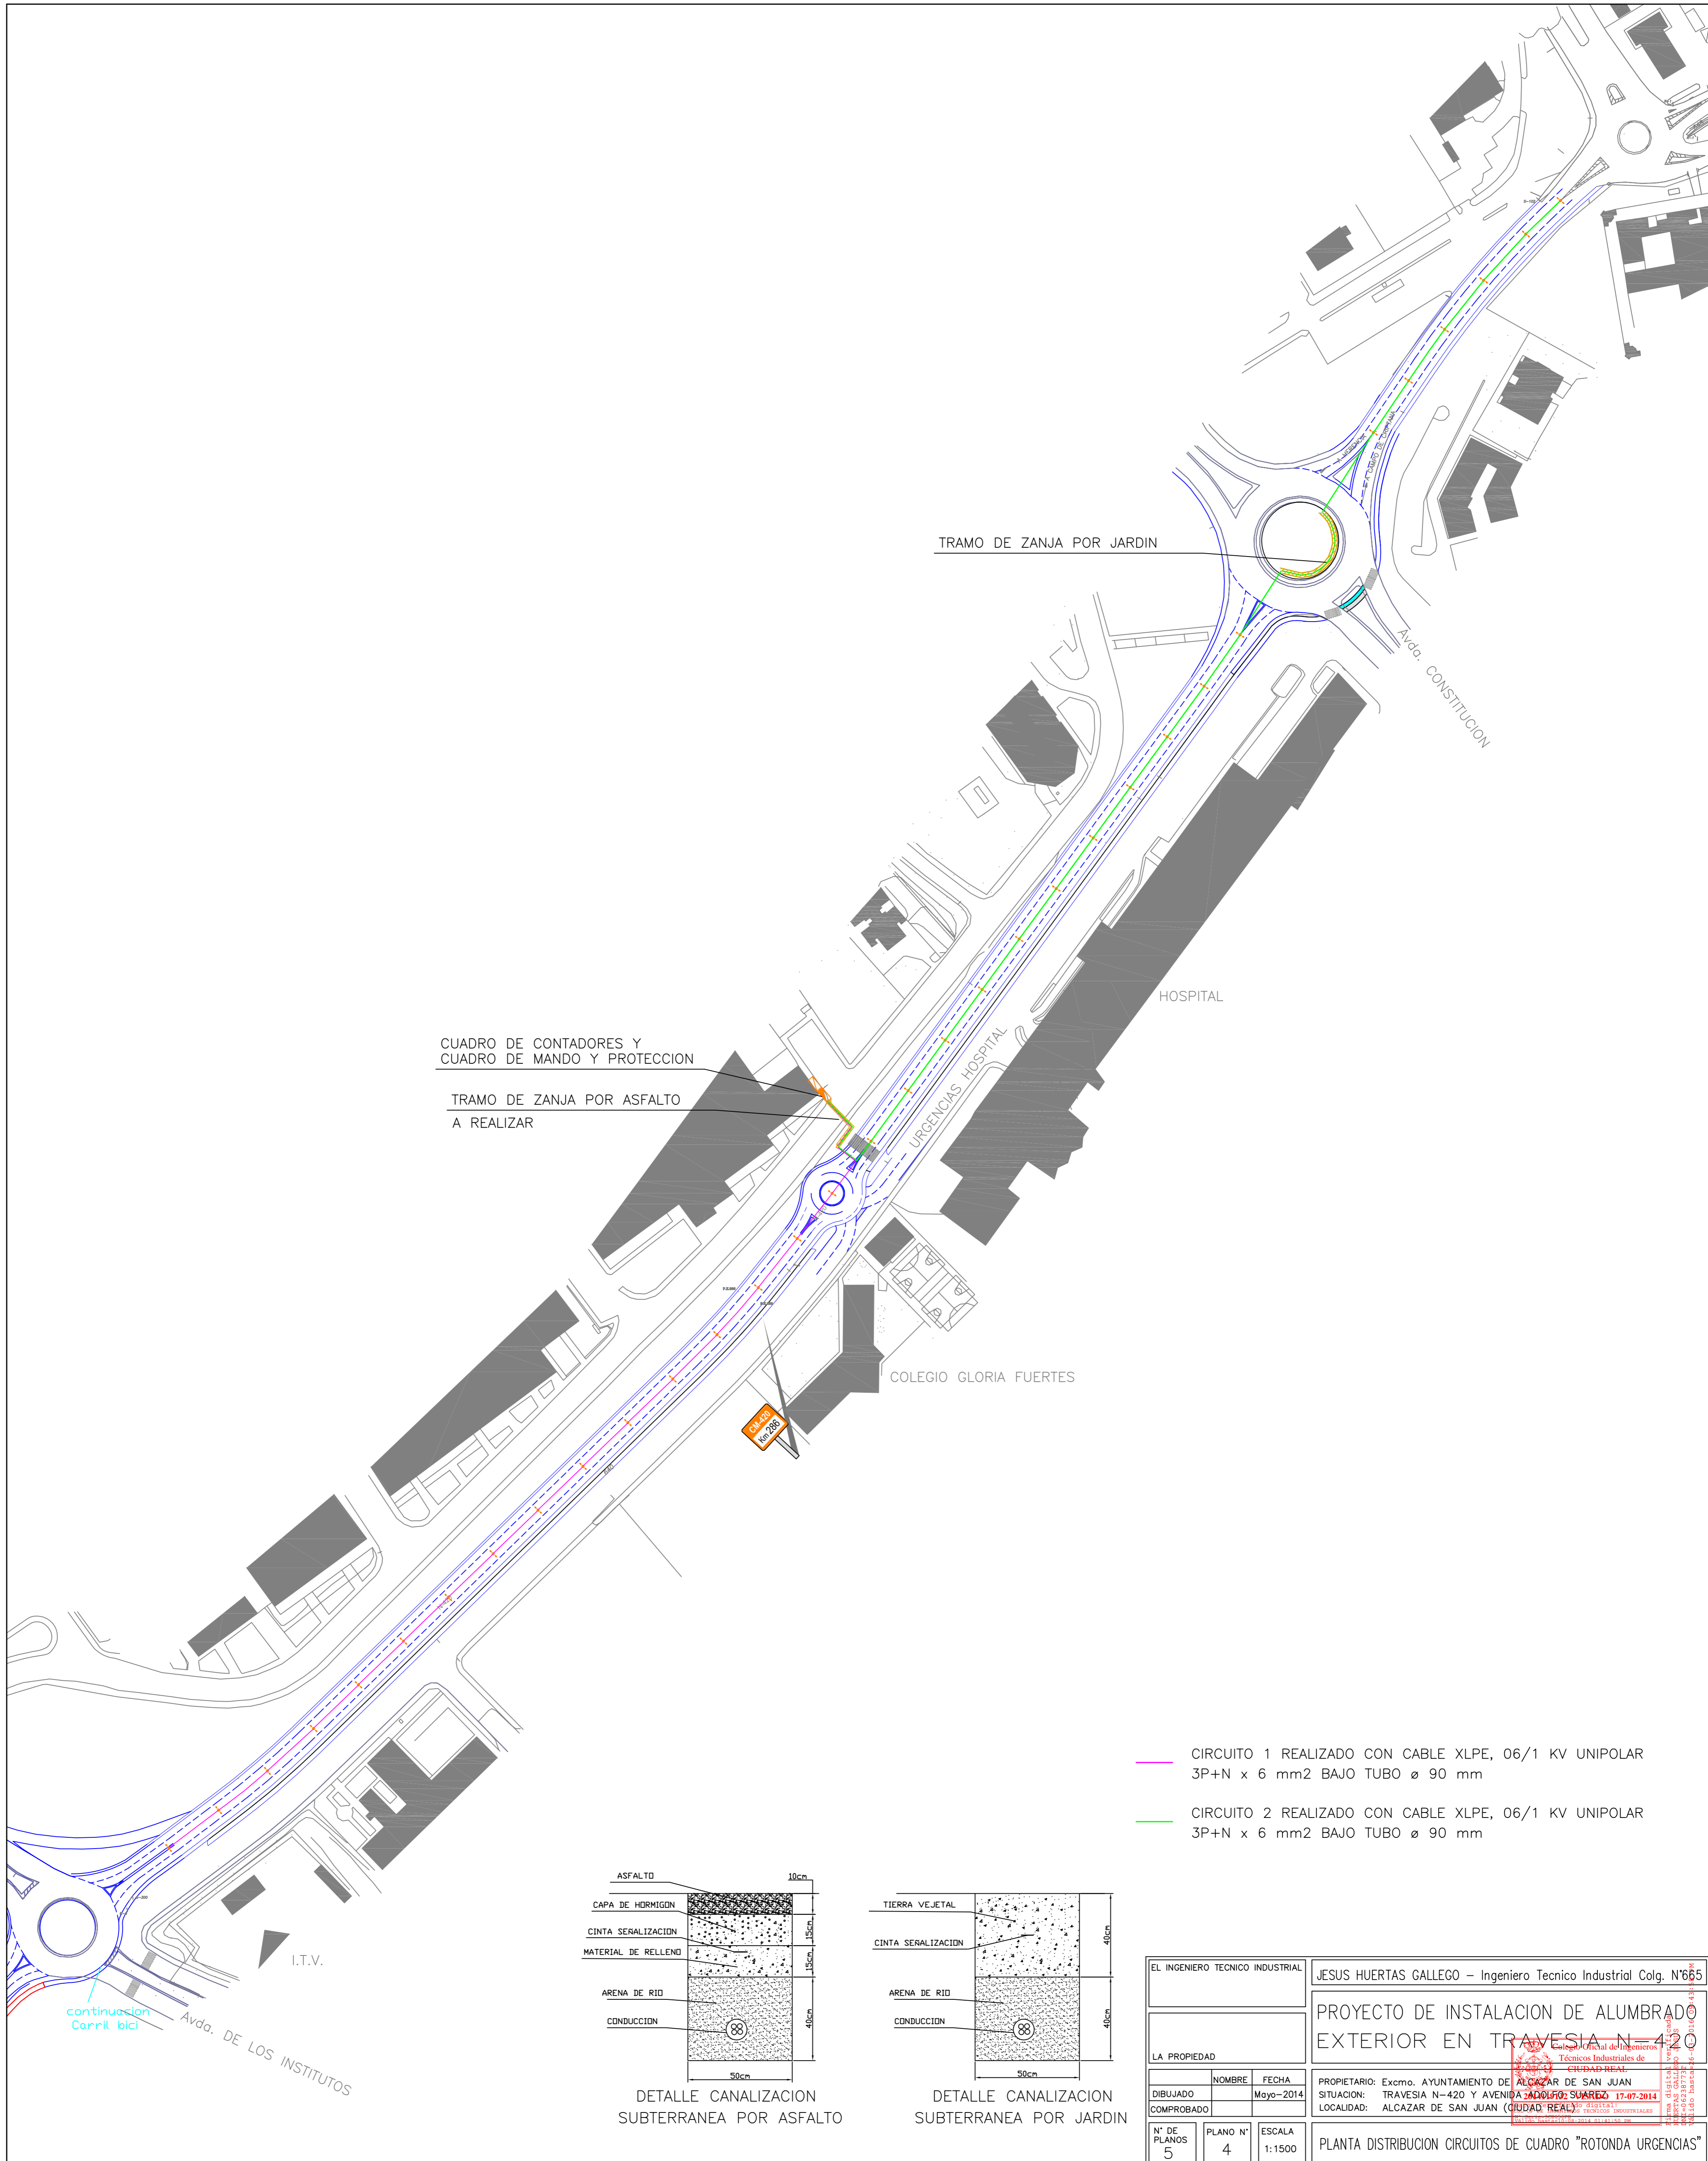 A CAMPO DE CRIPTANA
TRAMO DE ZANJA POR JARDIN
Avda. CONSTITUCION
HOSPITAL
URGENCIAS HOSPITAL
CUADRO DE CONTADORES Y
CUADRO DE MANDO Y PROTECCION
TRAMO DE ZANJA POR ASFALTO
A REALIZAR
COLEGIO GLORIA FUERTES
CM-420
Km 286
CIRCUITO 1 REALIZADO CON CABLE XLPE, 06/1 KV UNIPOLAR
3P+N x 6 mm2 BAJO TUBO ø 90 mm
CIRCUITO 2 REALIZADO CON CABLE XLPE, 06/1 KV UNIPOLAR
3P+N x 6 mm2 BAJO TUBO ø 90 mm
I.T.V.
continuacion
Carril bici
Avda. DE LOS INSTITUTOS
ASFALTO
10cm
CAPA DE HORMIGON
15cm
CINTA SEÑALIZACION
MATERIAL DE RELLENO
15cm
ARENA DE RIO
CONDUCCION
40cm
50cm
DETALLE CANALIZACION
SUBTERRANEA POR ASFALTO
TIERRA VEJETAL
CINTA SEÑALIZACION
40cm
ARENA DE RIO
CONDUCCION
40cm
50cm
DETALLE CANALIZACION
SUBTERRANEA POR JARDIN
EL INGENIERO TECNICO INDUSTRIAL
JESUS HUERTAS GALLEGO – Ingeniero Tecnico Industrial Colg. N°665
PROYECTO DE INSTALACION DE ALUMBRADO
EXTERIOR EN TRAVESIA N–420
LA PROPIEDAD
NOMBRE FECHA
DIBUJADO Mayo–2014
COMPROBADO
PROPIETARIO: Excmo. AYUNTAMIENTO DE ALCAZAR DE SAN JUAN
SITUACION: TRAVESIA N–420 Y AVENIDA ADOLFO SUAREZ
LOCALIDAD: ALCAZAR DE SAN JUAN (CIUDAD REAL)
Colegio Oficial de Ingenieros
Técnicos Industriales de
CIUDAD REAL
VISADO 17-07-2014
N° DE PLANOS
5
PLANO N°
4
ESCALA
1:1500
PLANTA DISTRIBUCION CIRCUITOS DE CUADRO "ROTONDA URGENCIAS"